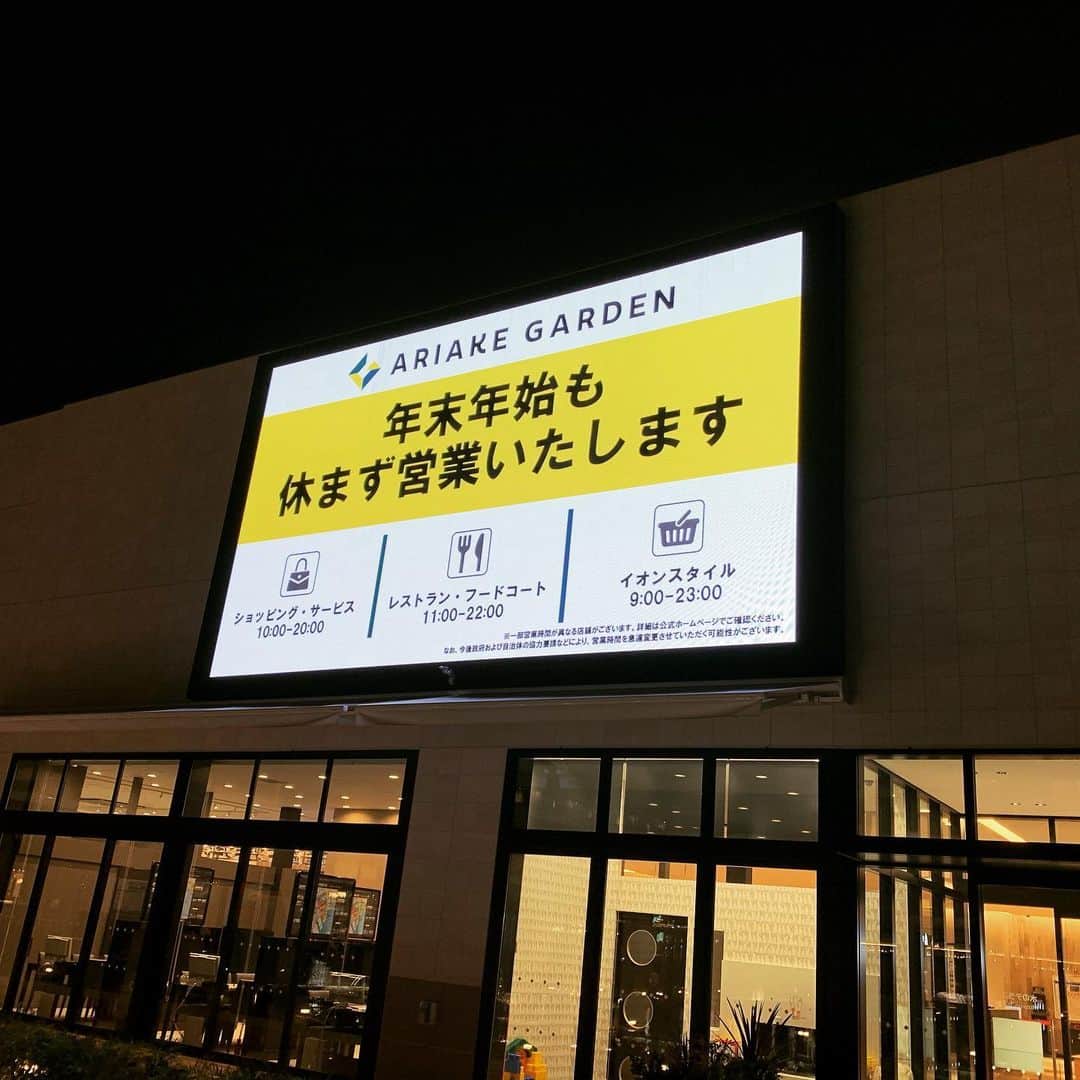 ARIAKE GARDEN
年末年始も
休まず営業いたします
ショッピング・サービス
10:00-20:00
レストラン・フードコート
11:00-22:00
イオンスタイル
9:00-23:00
※一部営業時間が異なる店舗がございます。詳細は公式ホームページでご確認ください。
なお、今後政府および自治体の協力要請などにより、営業時間を急遽変更させていただく可能性がございます。